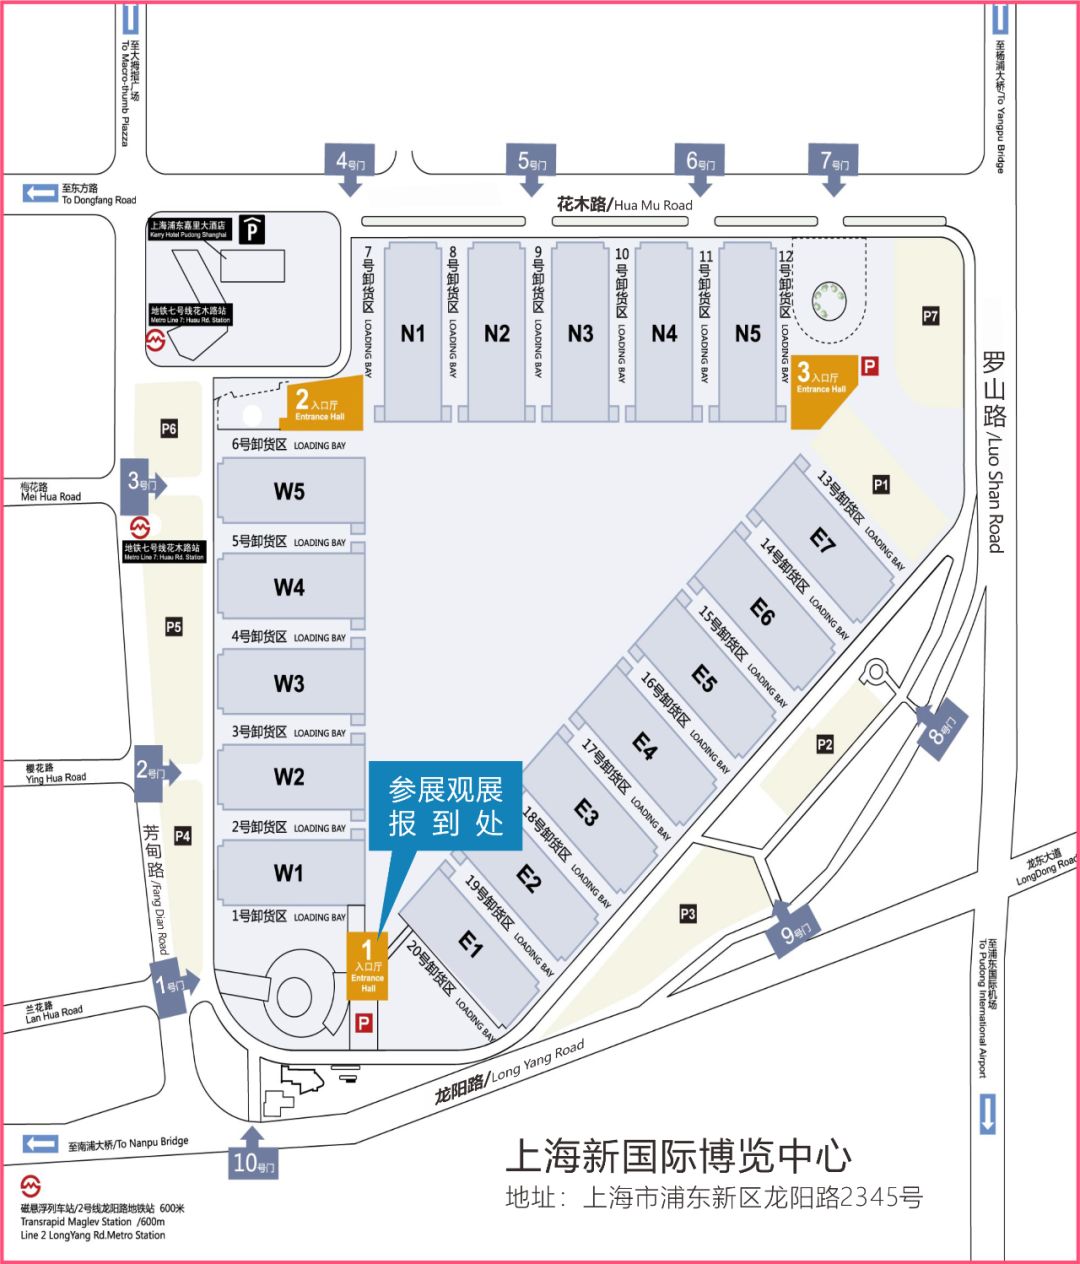 至大拇指广场
To Macro-thumb Piazza
至杨浦大桥/To Yangpu Bridge
4号门
5号门
6号门
7号门
至东方路
To Dongfang Road
花木路/Hua Mu Road
上海浦东嘉里大酒店
Kerry Hotel Pudong Shanghai
P
地铁七号线花木路站
Metro Line 7: Huau Rd. Station
7号卸货区 LOADING BAY
N1
8号卸货区 LOADING BAY
N2
9号卸货区 LOADING BAY
N3
10号卸货区 LOADING BAY
N4
11号卸货区 LOADING BAY
N5
12号卸货区 LOADING BAY
P7
罗山路/Luo Shan Road
2入口厅
Entrance Hall
3入口厅
Entrance Hall
P
P6
6号卸货区 LOADING BAY
P1
3号门
梅花路
Mei Hua Road
W5
13号卸货区 LOADING BAY
E7
地铁七号线花木路站
Metro Line 7: Huau Rd. Station
5号卸货区 LOADING BAY
14号卸货区 LOADING BAY
W4
E6
P5
4号卸货区 LOADING BAY
15号卸货区 LOADING BAY
W3
E5
3号卸货区 LOADING BAY
16号卸货区 LOADING BAY
E4
P2
8号门
2号门
樱花路
Ying Hua Road
W2
17号卸货区 LOADING BAY
E3
参展观展
报到处
2号卸货区 LOADING BAY
18号卸货区 LOADING BAY
P4
芳甸路/Fang Dian Road
W1
E2
龙东大道
LongDong Road
1号卸货区 LOADING BAY
19号卸货区 LOADING BAY
P3
9号门
E1
1
入口厅
Entrance
Hall
20号卸货区 LOADING BAY
1号门
兰花路
Lan Hua Road
P
至浦东国际机场
To Pudong International Airport
龙阳路/Long Yang Road
至南浦大桥/To Nanpu Bridge
10号门
上海新国际博览中心
地址：上海市浦东新区龙阳路2345号
磁悬浮列车站/2号线龙阳路地铁站 600米
Transrapid Maglev Station /600m
Line 2 LongYang Rd.Metro Station